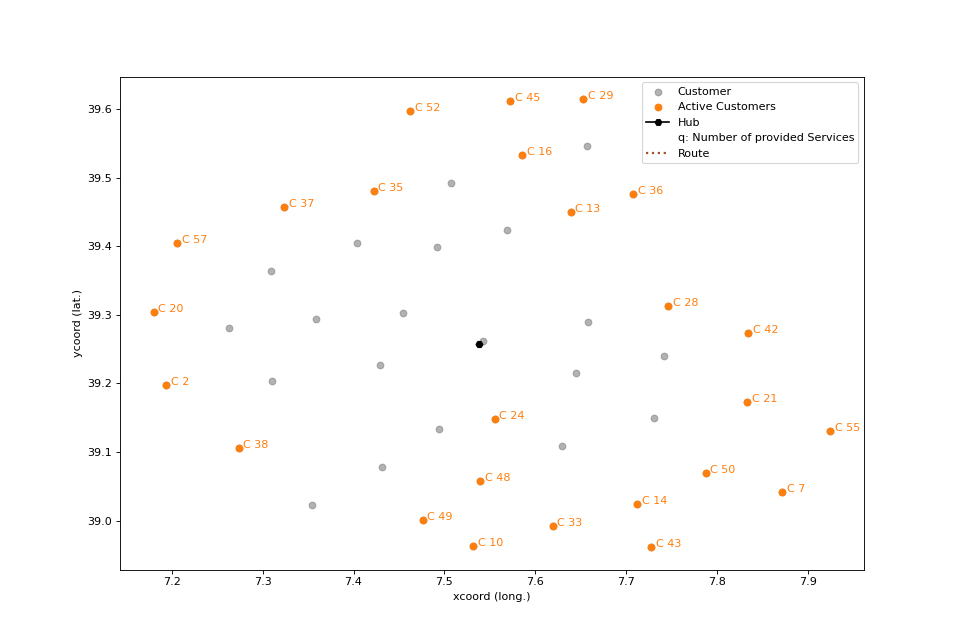 Customer
Active Customers
Hub
q: Number of provided Services
Route
C 52
C 45
C 29
C 16
C 35
C 36
C 37
C 13
C 57
C 20
C 28
C 42
C 2
C 21
C 24
C 55
C 38
C 48
C 50
C 7
C 14
C 49
C 33
C 10
C 43
39.6
39.5
39.4
39.3
39.2
39.1
39.0
ycoord (lat.)
7.2 7.3 7.4 7.5 7.6 7.7 7.8 7.9
xcoord (long.)